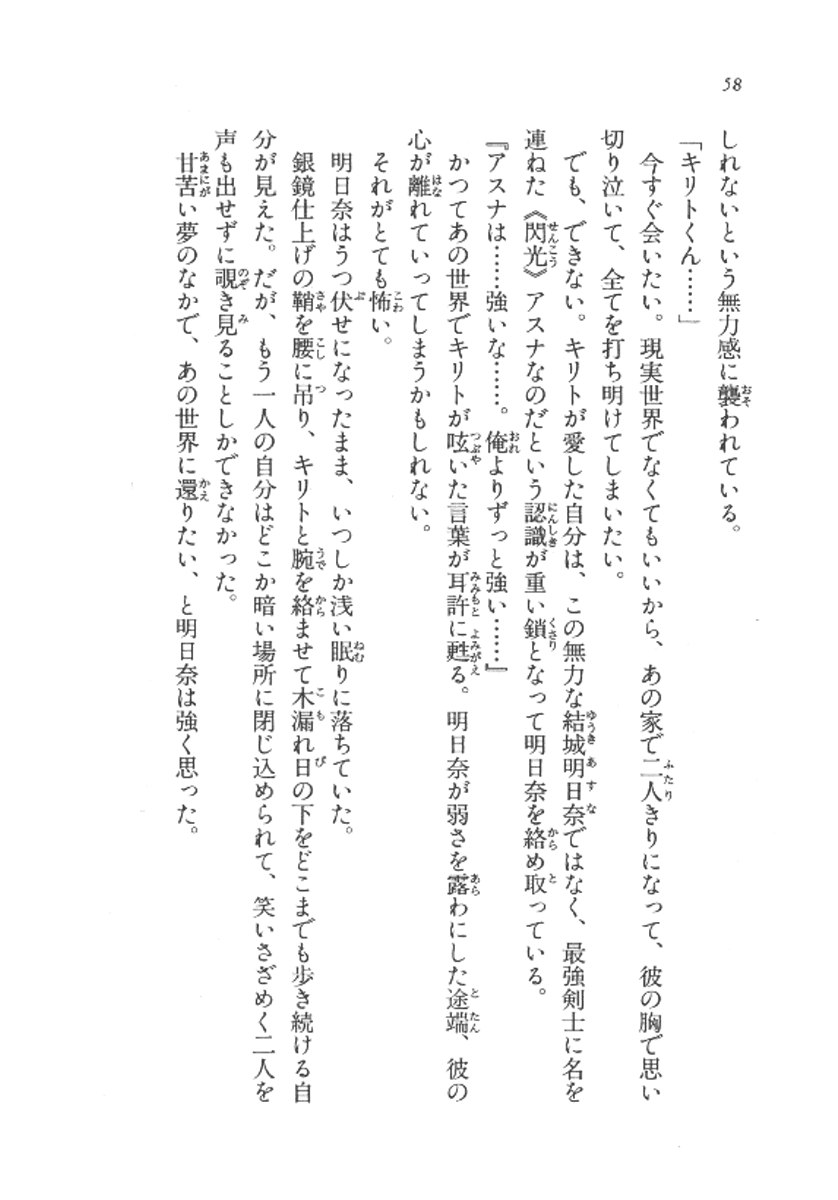 58
しれないという無力感に襲われている。
「キリトくん……」
今すぐ会いたい。現実世界でなくてもいいから、あの家で二人きりになって、彼の胸で思い
切り泣いて、全てを打ち明けてしまいたい。
でも、できない。キリトが愛した自分は、この無力な結城明日奈ではなく、最強剣士に名を
連ねた《閃光》アスナなのだという認識が重い鎖となって明日奈を絡め取っている。
『アスナは……強いな……。俺よりずっと強い……』
かつてあの世界でキリトが呟いた言葉が耳許に甦る。明日奈が弱さを露わにした途端、彼の
心が離れていってしまうかもしれない。
それがとても怖い。
明日奈はうつ伏せになったまま、いつしか浅い眠りに落ちていた。
銀鏡仕上げの鞘を腰に吊り、キリトと腕を絡ませて木漏れ日の下をどこまでも歩き続ける自
分が見えた。だが、もう一人の自分はどこか暗い場所に閉じ込められて、笑いさざめく二人を
声も出せずに覗き見ることしかできなかった。
甘苦い夢のなかで、あの世界に還りたい、と明日奈は強く思った。